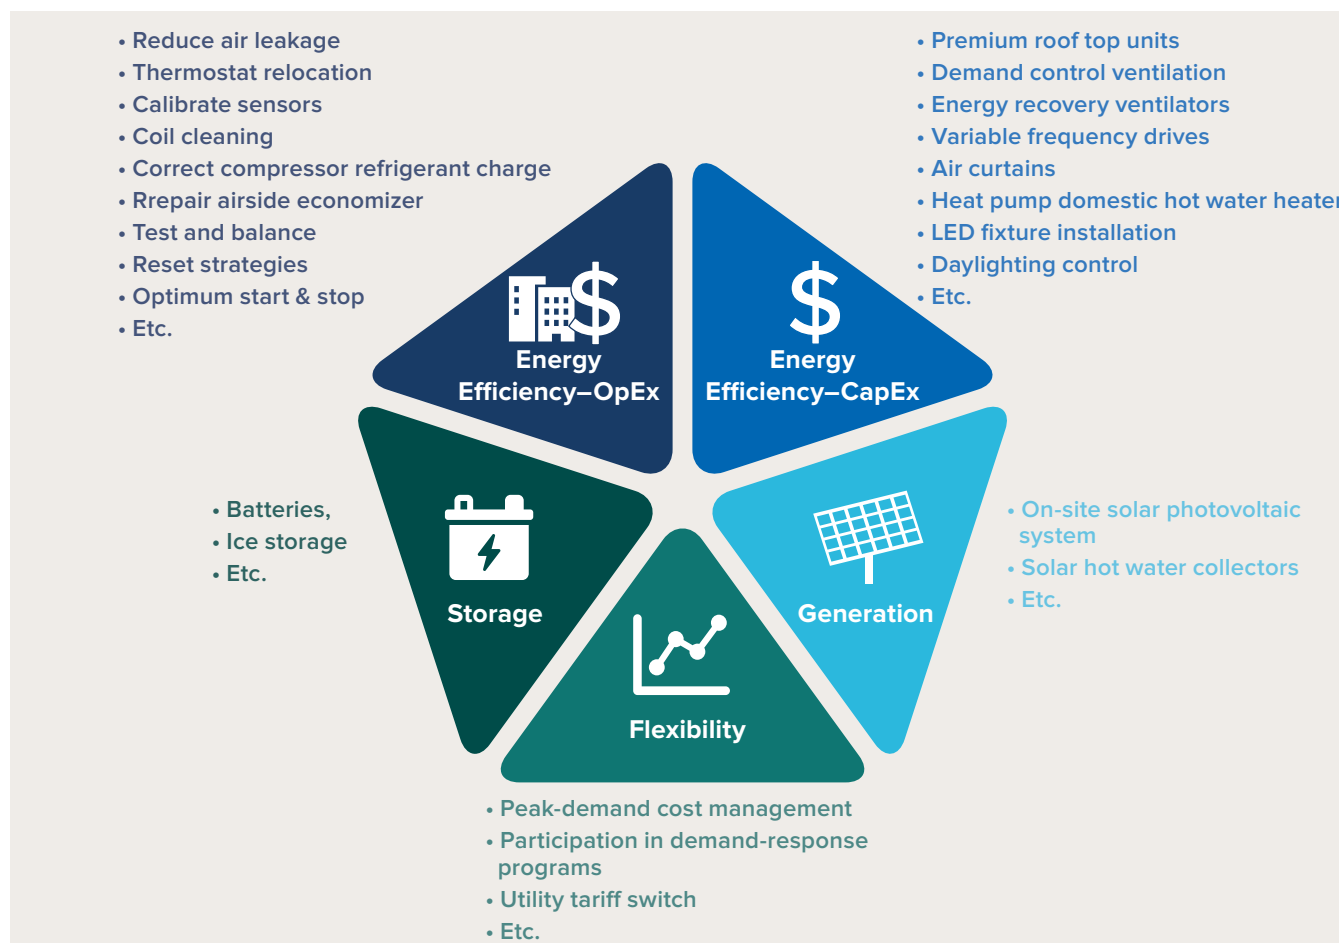 • Reduce air leakage
• Thermostat relocation
• Calibrate sensors
• Coil cleaning
• Correct compressor refrigerant charge
• Rrepair airside economizer
• Test and balance
• Reset strategies
• Optimum start & stop
• Etc.
• Premium roof top units
• Demand control ventilation
• Energy recovery ventilators
• Variable frequency drives
• Air curtains
• Heat pump domestic hot water heater
• LED fixture installation
• Daylighting control
• Etc.
$
Energy
Efficiency–OpEx
$
Energy
Efficiency–CapEx
• Batteries,
• Ice storage
• Etc.
Storage
Generation
• On-site solar photovoltaic
system
• Solar hot water collectors
• Etc.
Flexibility
• Peak-demand cost management
• Participation in demand-response
programs
• Utility tariff switch
• Etc.